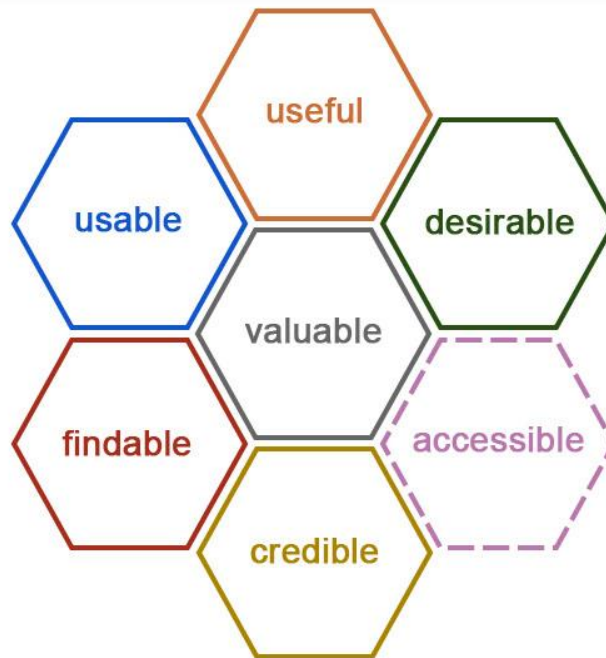 useful
usable
desirable
valuable
findable
accessible
credible